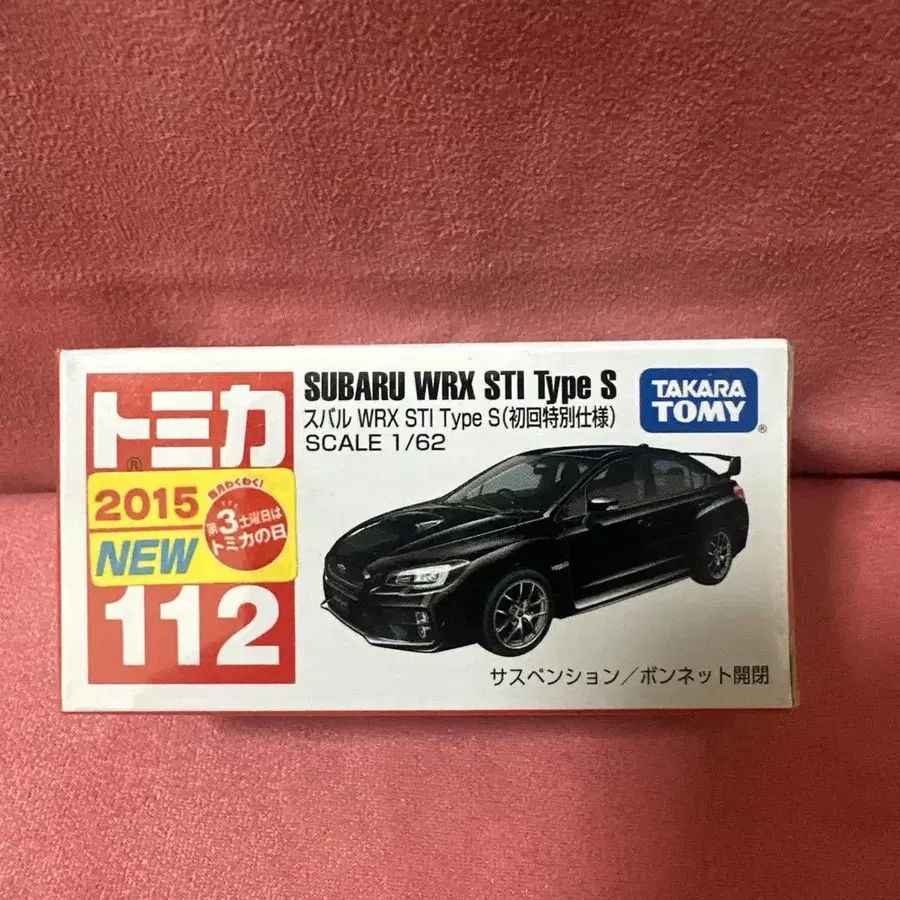 トミカ
®
2015
NEW
毎月わくわく!
第3土曜日は
トミカの日
112
SUBARU WRX STI Type S
スバル WRX STI Type S(初回特別仕様)
SCALE 1/62
TAKARA
TOMY
®
サスペンション/ボンネット開閉